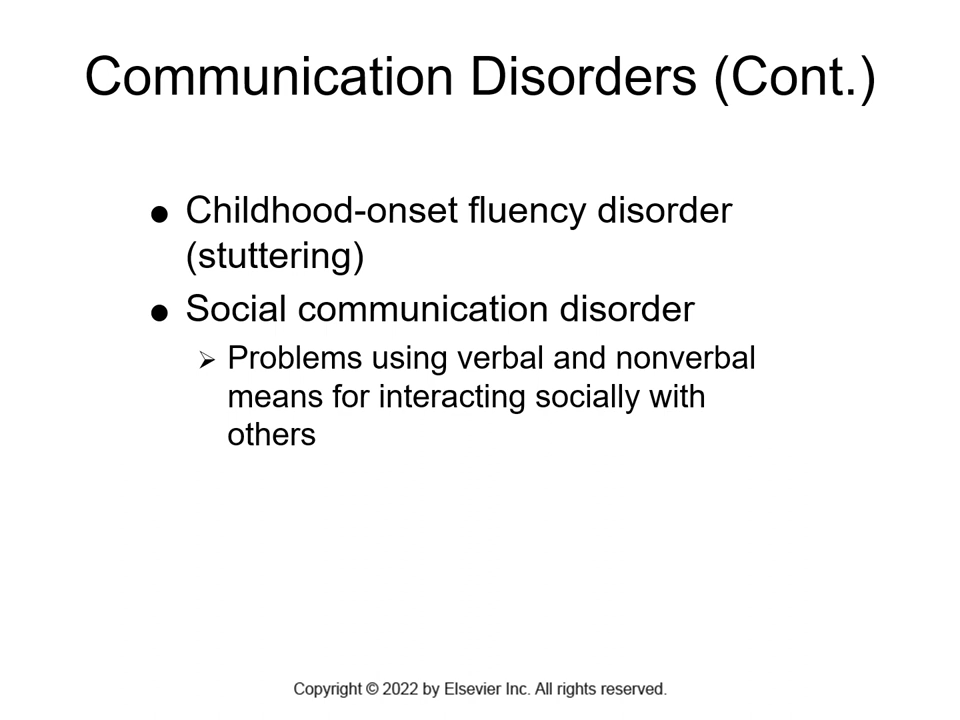 Communication Disorders (Cont.)
● Childhood-onset fluency disorder
(stuttering)
● Social communication disorder
➢ Problems using verbal and nonverbal
means for interacting socially with
others
Copyright © 2022 by Elsevier Inc. All rights reserved.